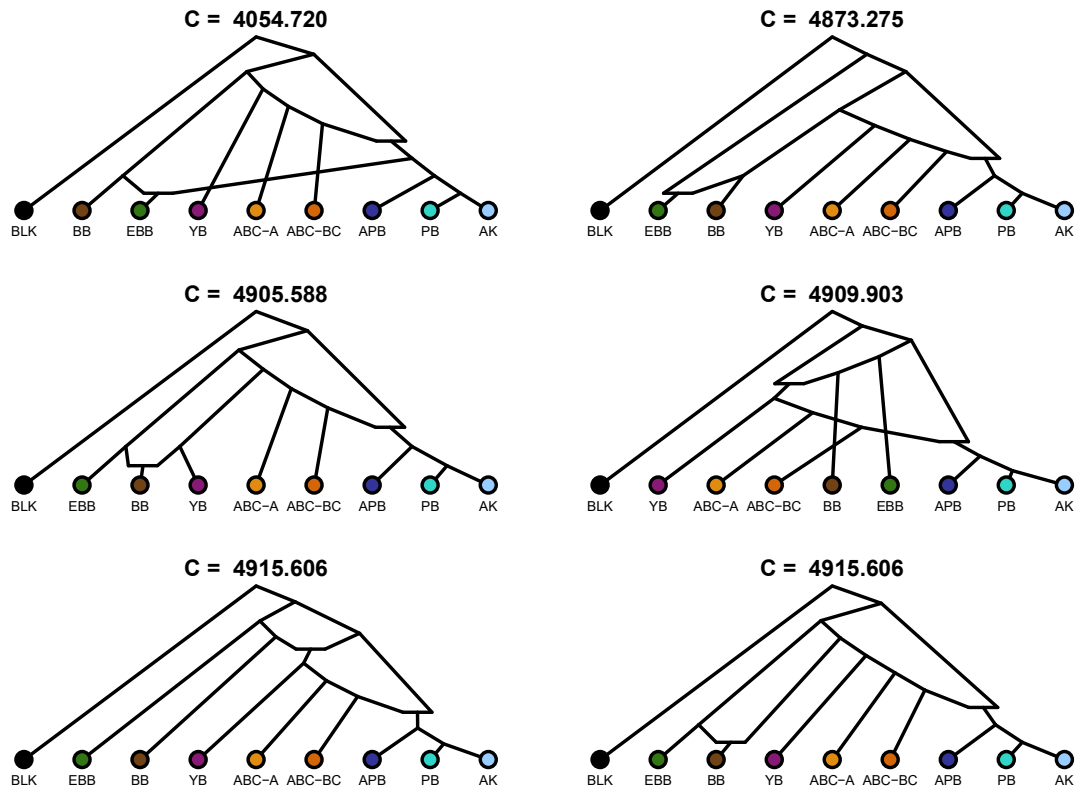 C = 4054.720
BLK BB EBB YB ABC−A ABC−BC APB PB AK
C = 4873.275
BLK EBB BB YB ABC−A ABC−BC APB PB AK
C = 4905.588
BLK EBB BB YB ABC−A ABC−BC APB PB AK
C = 4909.903
BLK YB ABC−A ABC−BC BB EBB APB PB AK
C = 4915.606
BLK EBB BB YB ABC−A ABC−BC APB PB AK
C = 4915.606
BLK EBB BB YB ABC−A ABC−BC APB PB AK